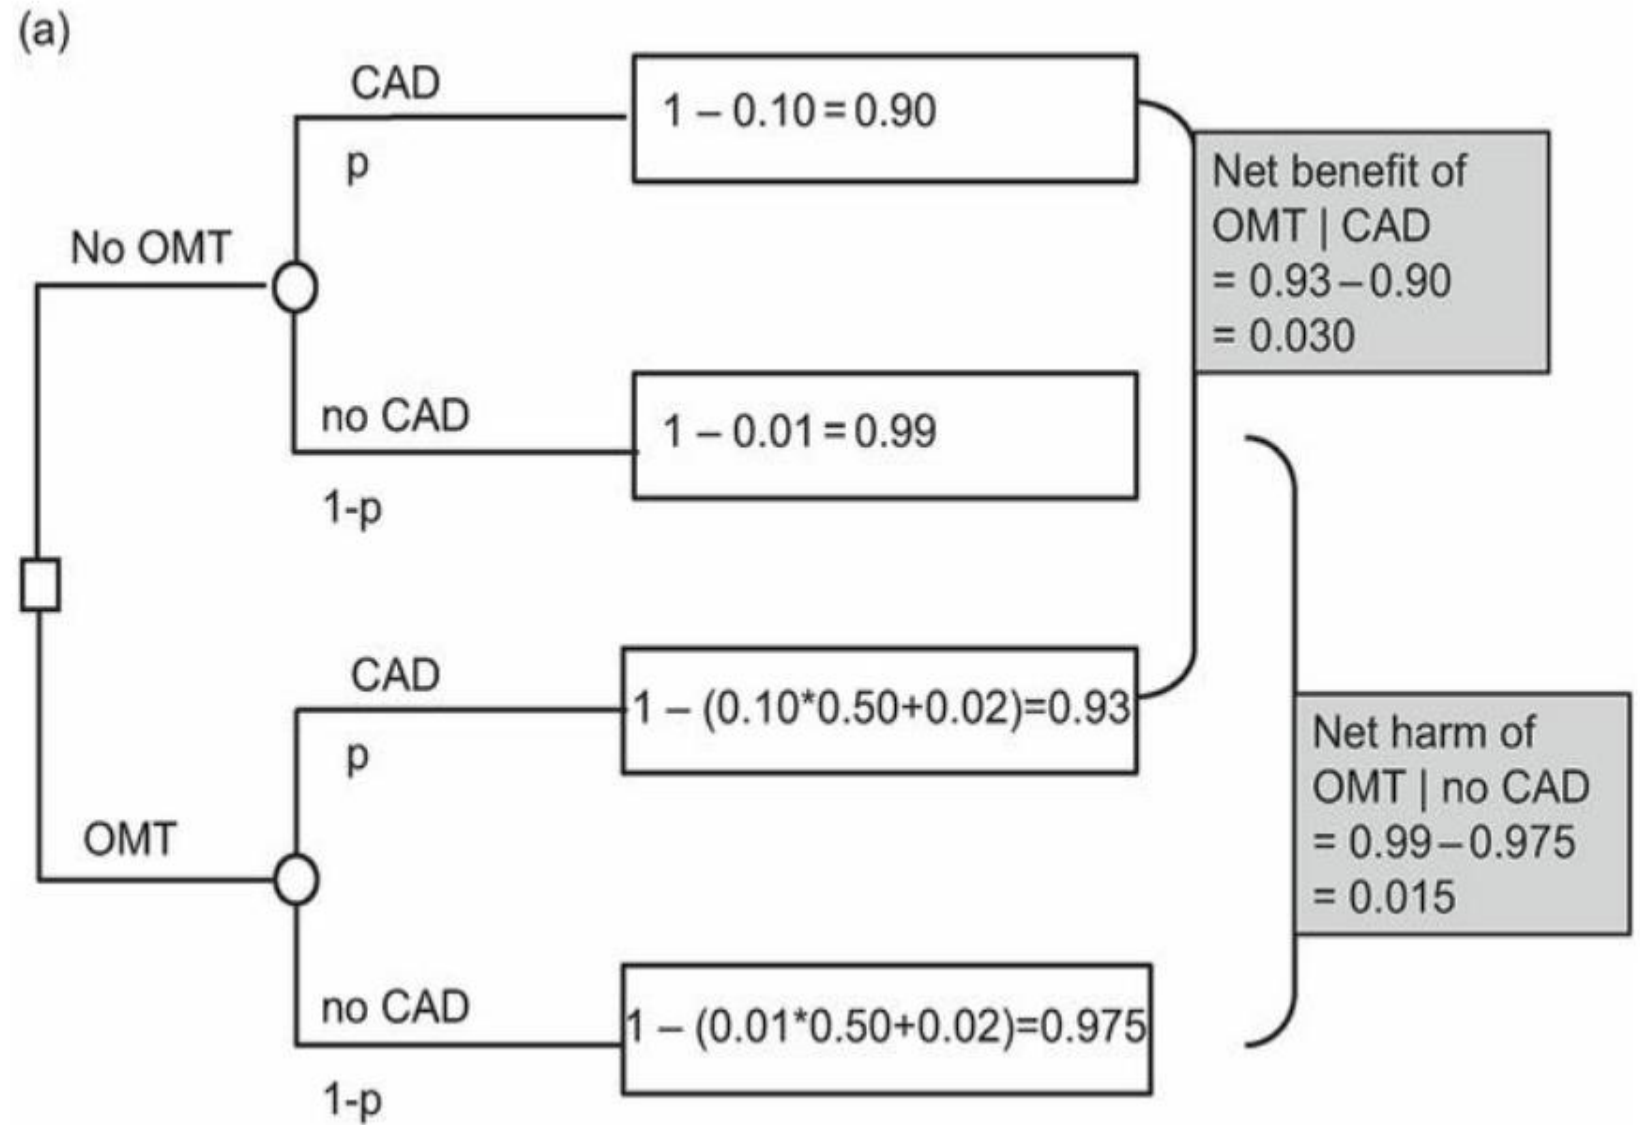 (a)
CAD
p
1 – 0.10 = 0.90
No OMT
no CAD
1-p
1 – 0.01 = 0.99
Net benefit of
OMT | CAD
= 0.93 – 0.90
= 0.030
CAD
p
1 – (0.10*0.50+0.02)=0.93
OMT
no CAD
1-p
1 – (0.01*0.50+0.02)=0.975
Net harm of
OMT | no CAD
= 0.99 – 0.975
= 0.015